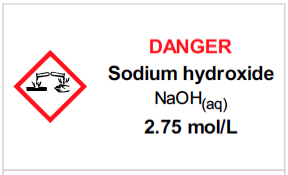 DANGER
Sodium hydroxide
NaOH(aq)
2.75 mol/L